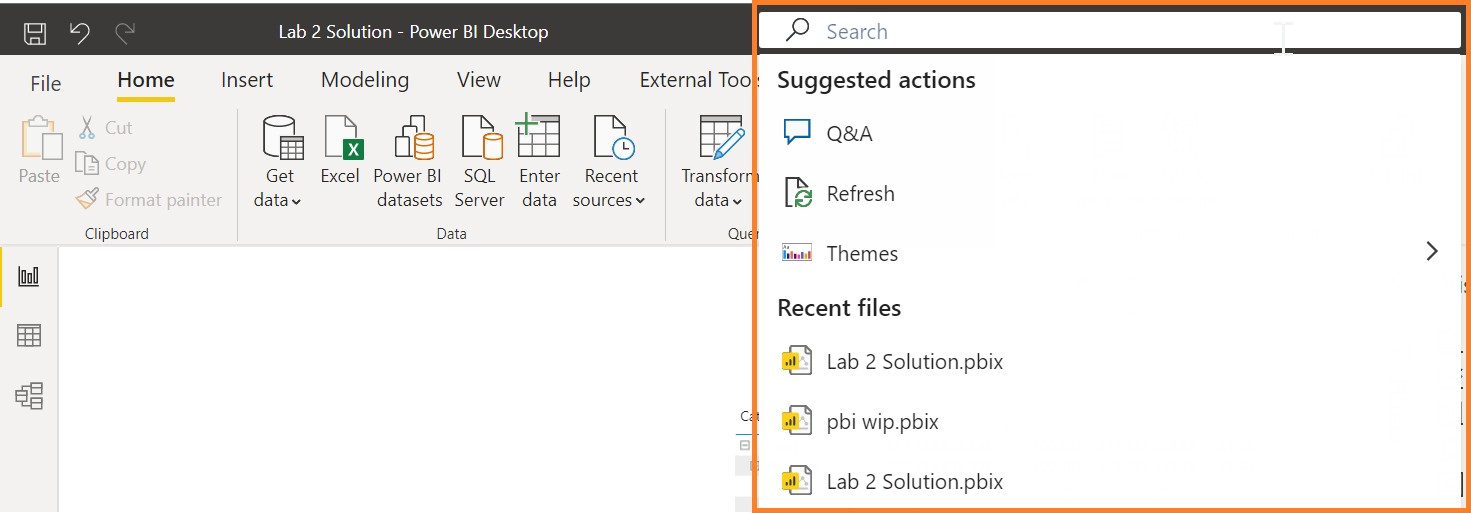 Lab 2 Solution - Power BI Desktop
Search
File
Home
Insert
Modeling
View
Help
External Tools
Paste
Cut
Copy
Format painter
Clipboard
Get
data
Excel
Power BI
datasets
SQL
Server
Enter
data
Recent
sources
Data
Transform
data
Suggested actions
Q&A
Refresh
Themes
Recent files
Lab 2 Solution.pbix
pbi wip.pbix
Lab 2 Solution.pbix